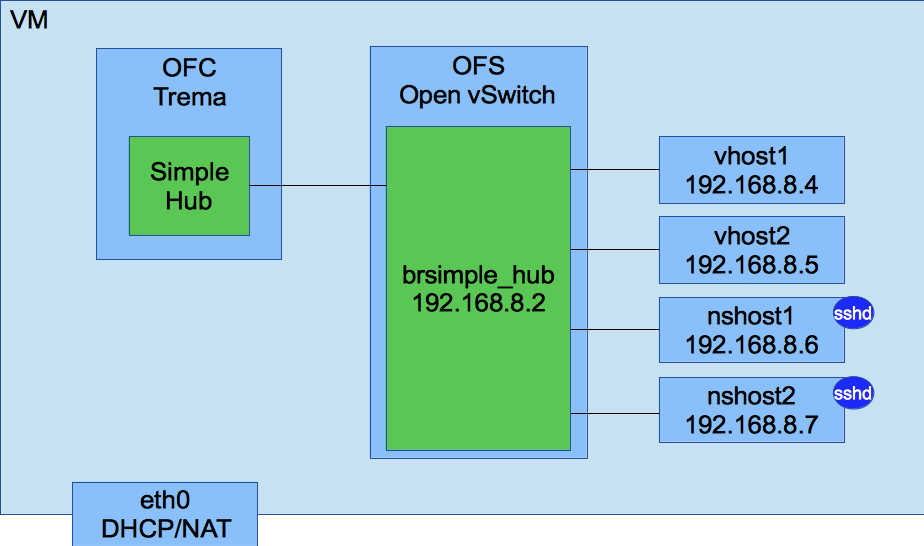 VM
OFC
Trema
Simple
Hub
OFS
Open vSwitch
brsimple_hub
192.168.8.2
vhost1
192.168.8.4
vhost2
192.168.8.5
nshost1
192.168.8.6
sshd
nshost2
192.168.8.7
sshd
eth0
DHCP/NAT